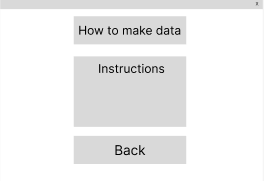 x
How to make data
Instructions
Back